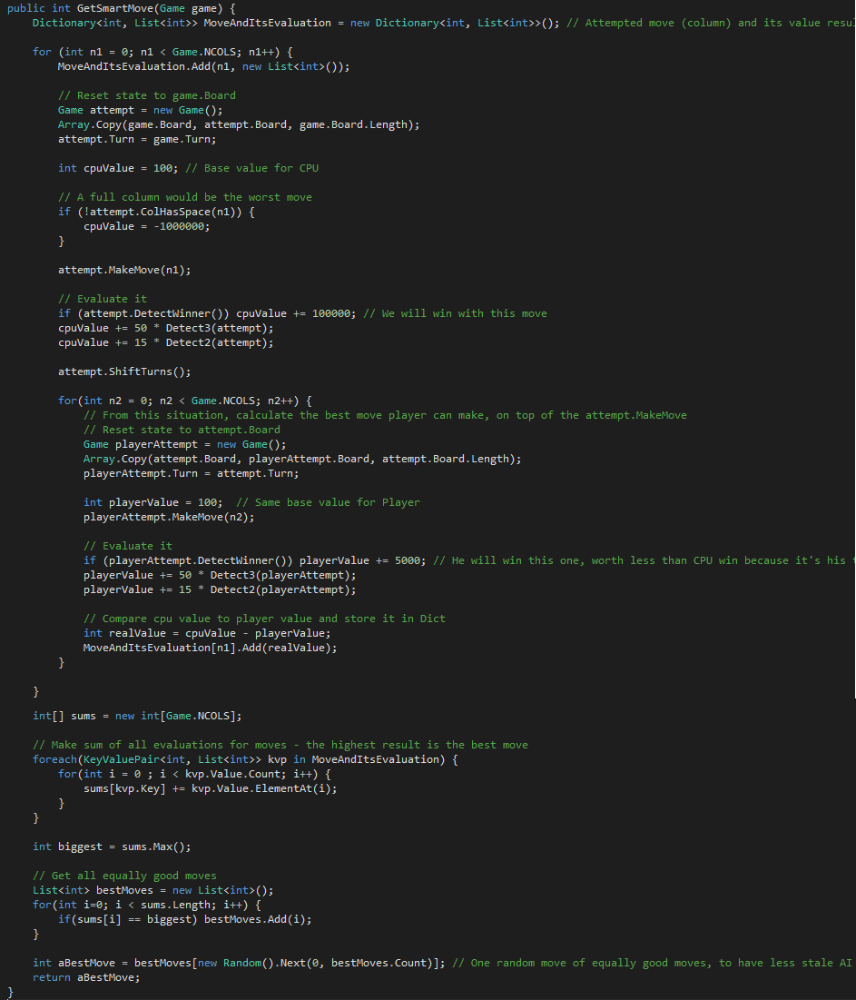 public int GetSmartMove(Game game) {
Dictionary<int, List<int>> MoveAndItsEvaluation = new Dictionary<int, List<int>>(); // Attempted move (column) and its value
for (int n1 = 0; n1 < Game.NCOLS; n1++) {
MoveAndItsEvaluation.Add(n1, new List<int>());
// Reset state to game.Board
Game attempt = new Game();
Array.Copy(game.Board, attempt.Board, game.Board.Length);
attempt.Turn = game.Turn;
int cpuValue = 100; // Base value for CPU
// A full column would be the worst move
if (!attempt.ColHasSpace(n1)) {
cpuValue = -1000000;
}
attempt.MakeMove(n1);
// Evaluate it
if (attempt.DetectWinner()) cpuValue += 100000; // We will win with this move
cpuValue += 50 * Detect3(attempt);
cpuValue += 15 * Detect2(attempt);
attempt.ShiftTurns();
for(int n2 = 0; n2 < Game.NCOLS; n2++) {
// From this situation, calculate the best move player can make, on top of the attempt.MakeMove
// Reset state to attempt.Board
Game playerAttempt = new Game();
Array.Copy(attempt.Board, playerAttempt.Board, attempt.Board.Length);
playerAttempt.Turn = attempt.Turn;
int playerValue = 100;  // Same base value for Player
playerAttempt.MakeMove(n2);
// Evaluate it
if (playerAttempt.DetectWinner()) playerValue += 5000; // He will win this one, worth less than CPU win because it's his
playerValue += 50 * Detect3(playerAttempt);
playerValue += 15 * Detect2(playerAttempt);
// Compare cpu value to player value and store it in Dict
int realValue = cpuValue - playerValue;
MoveAndItsEvaluation[n1].Add(realValue);
}
}
int[] sums = new int[Game.NCOLS];
// Make sum of all evaluations for moves - the highest result is the best move
foreach(KeyValuePair<int, List<int>> kvp in MoveAndItsEvaluation) {
for(int i = 0 ; i < kvp.Value.Count; i++) {
sums[kvp.Key] += kvp.Value.ElementAt(i);
}
}
int biggest = sums.Max();
// Get all equally good moves
List<int> bestMoves = new List<int>();
for(int i=0; i < sums.Length; i++) {
if(sums[i] == biggest) bestMoves.Add(i);
}
int aBestMove = bestMoves[new Random().Next(0, bestMoves.Count)]; // One random move of equally good moves, to have less stale AI
return aBestMove;
}